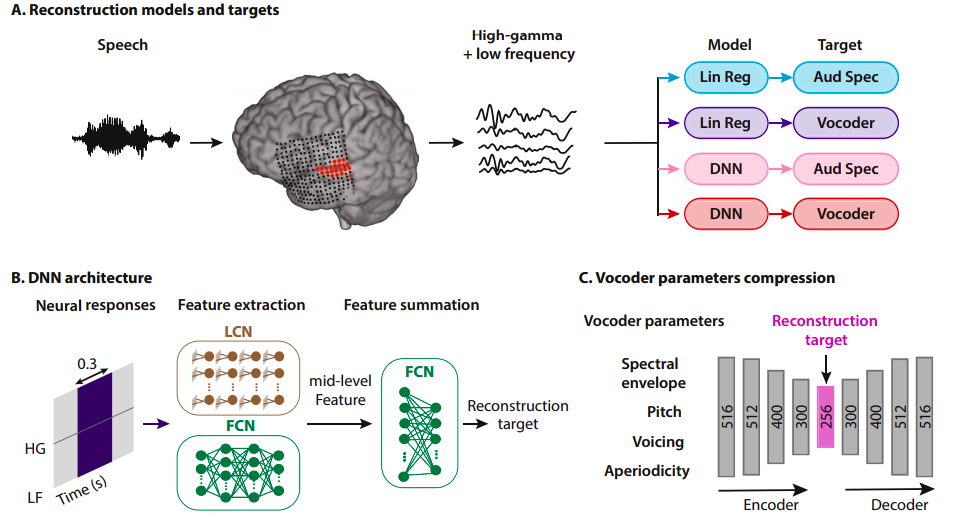 A. Reconstruction models and targets
Speech
High-gamma
+ low frequency
Model
Target
Lin Reg
Aud Spec
Lin Reg
Vocoder
DNN
Aud Spec
DNN
Vocoder
B. DNN architecture
Neural responses
Feature extraction
Feature summation
LCN
0.3
HG
LF
Time (s)
FCN
mid-level
Feature
FCN
Reconstruction
target
C. Vocoder parameters compression
Vocoder parameters
Reconstruction
target
Spectral
envelope
Pitch
Voicing
Aperiodicity
516
512
400
300
256
300
400
512
516
Encoder
Decoder